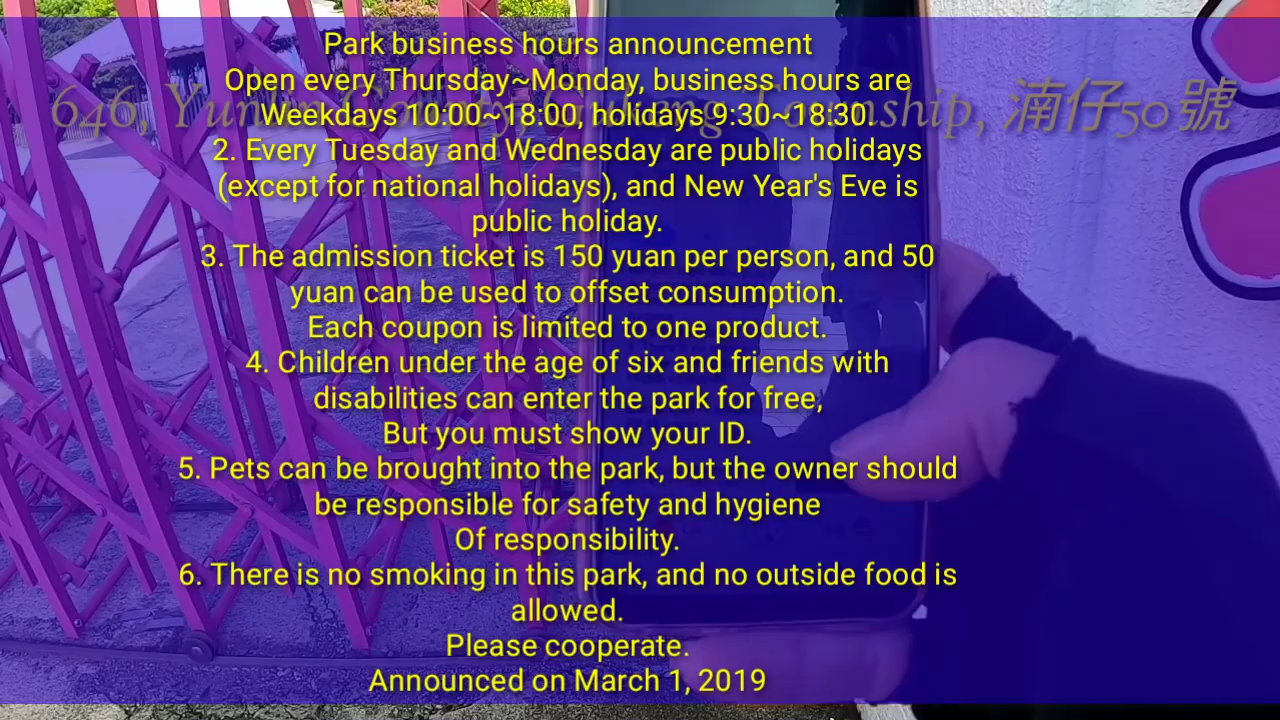 Park business hours announcement
Open every Thursday~Monday, business hours are
646, Yunlin County, Township, 湳仔50號
Weekdays 10:00~18:00, holidays 9:30~18:30.
2. Every Tuesday and Wednesday are public holidays
(except for national holidays), and New Year's Eve is
public holiday.
3. The admission ticket is 150 yuan per person, and 50
yuan can be used to offset consumption.
Each coupon is limited to one product.
4. Children under the age of six and friends with
disabilities can enter the park for free,
But you must show your ID.
5. Pets can be brought into the park, but the owner should
be responsible for safety and hygiene
Of responsibility.
6. There is no smoking in this park, and no outside food is
allowed.
Please cooperate.
Announced on March 1, 2019